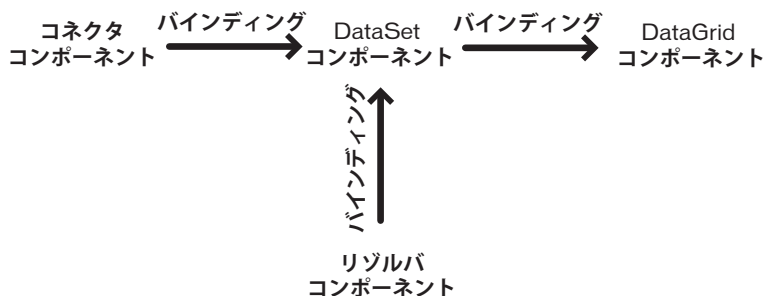 コネクタ
コンポーネント
バインディング
DataSet
コンポーネント
バインディング
DataGrid
コンポーネント
バインディング
リゾルバ
コンポーネント